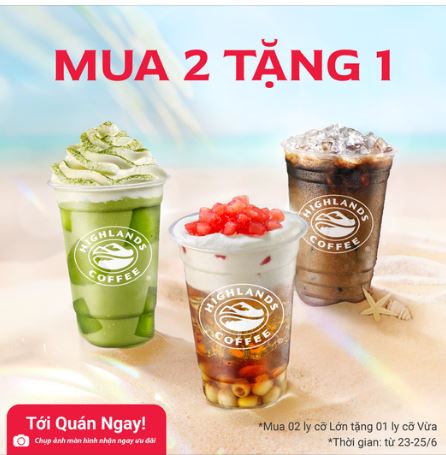 MUA 2 TẶNG 1
HIGHLANDS
COFFEE
HIGHLANDS
COFFEE
HIGHLANDS
COFFEE
Tới Quán Ngay!
Chụp ảnh màn hình nhận ngay ưu đãi
*Mua 02 ly cỡ Lớn tặng 01 ly cỡ Vừa
*Thời gian: từ 23-25/6